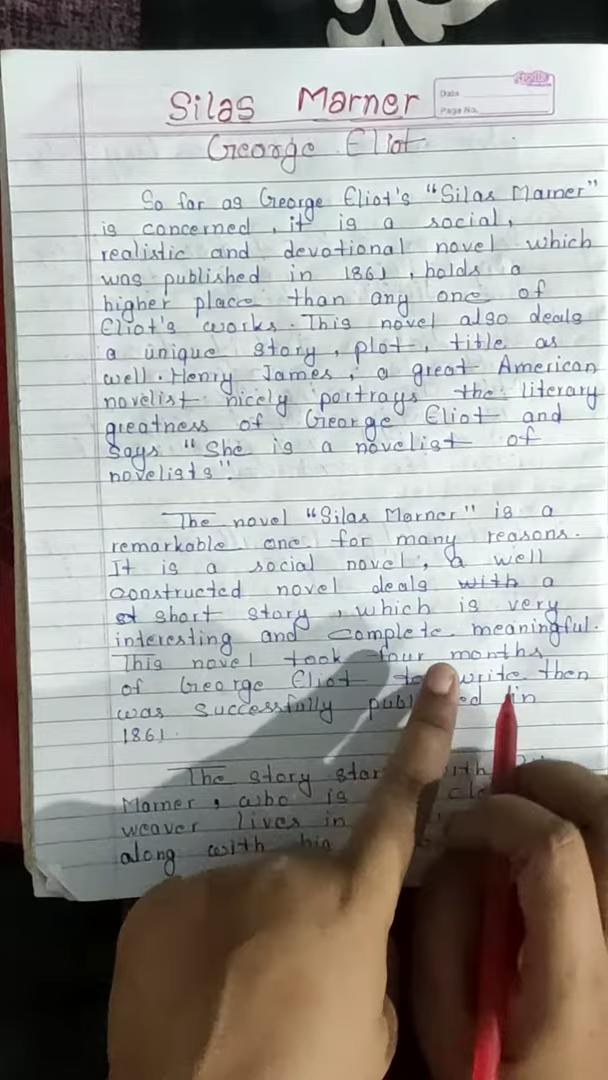 Silas Marner
Date
Page No.
George Eliot
So far as George Eliot's "Silas Marner"
is concerned, it is a social,
realistic and devotional novel which
was published in 1861, holds a
higher place than any one of
Eliot's works. This novel also deals
a unique story, plot, title as
well. Henry James, a great American
novelist nicely portrays the literary
greatness of George Eliot and
says "She is a novelist of
novelists".
The novel "Silas Marner" is a
remarkable one for many reasons.
It is a social novel, a well
constructed novel deals with a
st short story, which is very
interesting and complete meaningful.
This novel took four months
of George Eliot to write then
was successfully in
1861.
The story
Marner, who is
weaver lives in
along with